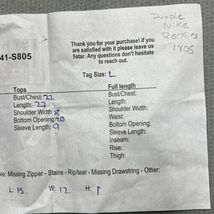 41-S805
Thank you for your purchase! if you
are satisfied with it please leave us
5star. Any questions don't hesitate
to reach out.
Purple
Nike
Rockies
Tag Size: L
Tops
Full length
Bust/Chest: 22
Bust/Chest:
Length: 27
Length:
Shoulder Width: 18
Shoulder Width:
Bottom Opening: 20
Waist:
Sleeve Length: 9
Bottom Opening:
Sleeve Length:
Inseam:
Rise:
Thigh:
le: Missing Zipper - Stains - Rip/tear - Missing Drawstring - Other:
L: 15 W: 12 H: 1